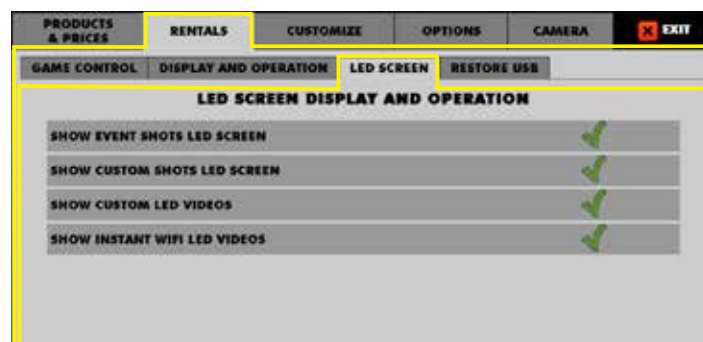 PRODUCTS & PRICES
RENTALS
CUSTOMIZE
OPTIONS
CAMERA
X EXIT
GAME CONTROL
DISPLAY AND OPERATION
LED SCREEN
RESTORE USB
LED SCREEN DISPLAY AND OPERATION
SHOW EVENT SHOTS LED SCREEN
SHOW CUSTOM SHOTS LED SCREEN
SHOW CUSTOM LED VIDEOS
SHOW INSTANT WIFI LED VIDEOS